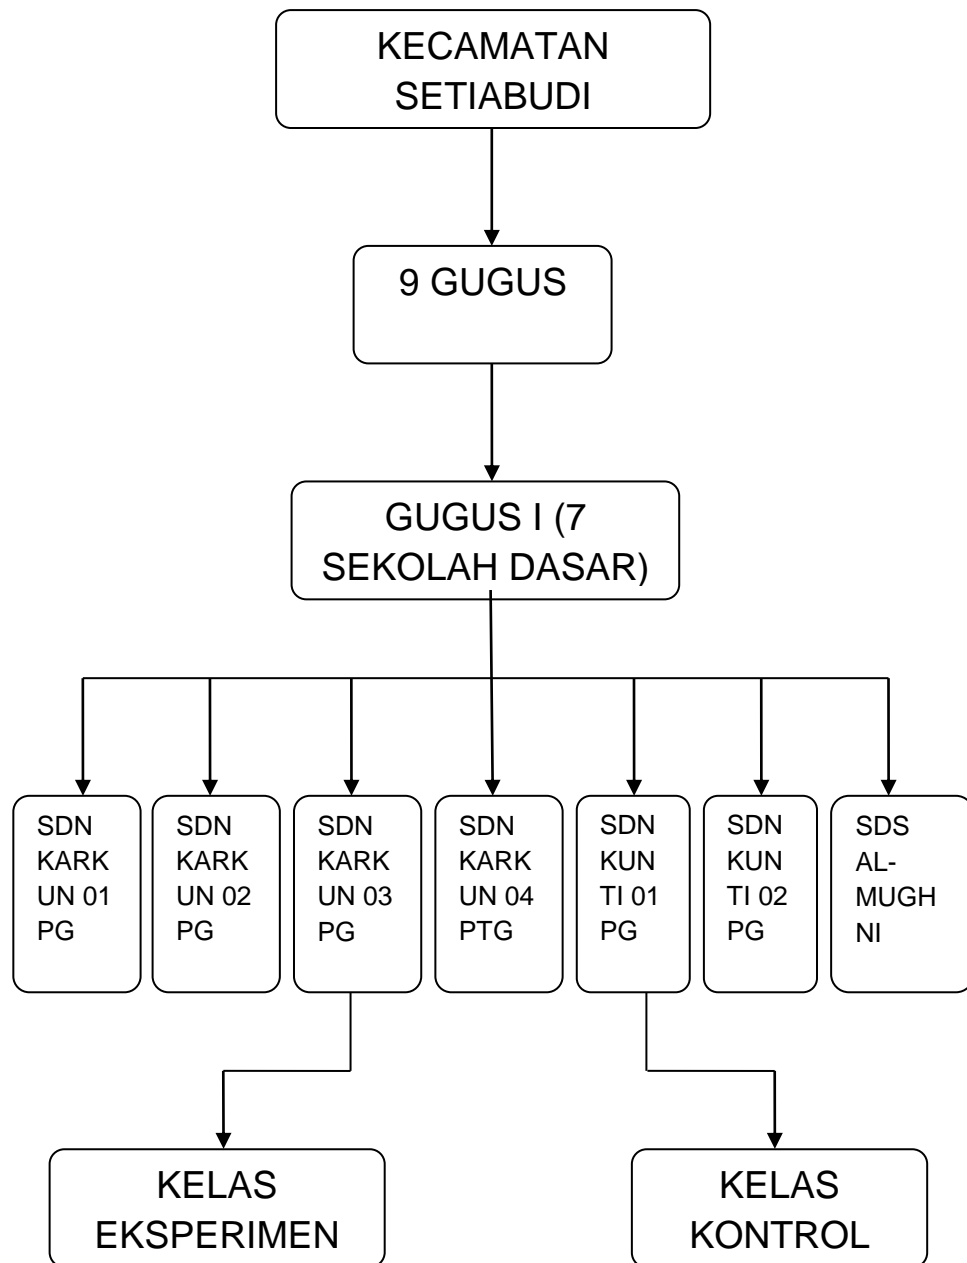 KECAMATAN
SETIABUDI
9 GUGUS
GUGUS I (7
SEKOLAH DASAR)
SDN
KARK
UN 01
PG
SDN
KARK
UN 02
PG
SDN
KARK
UN 03
PG
SDN
KARK
UN 04
PTG
SDN
KUN
TI 01
PG
SDN
KUN
TI 02
PG
SDS
AL-
MUGH
NI
KELAS
EKSPERIMEN
KELAS
KONTROL